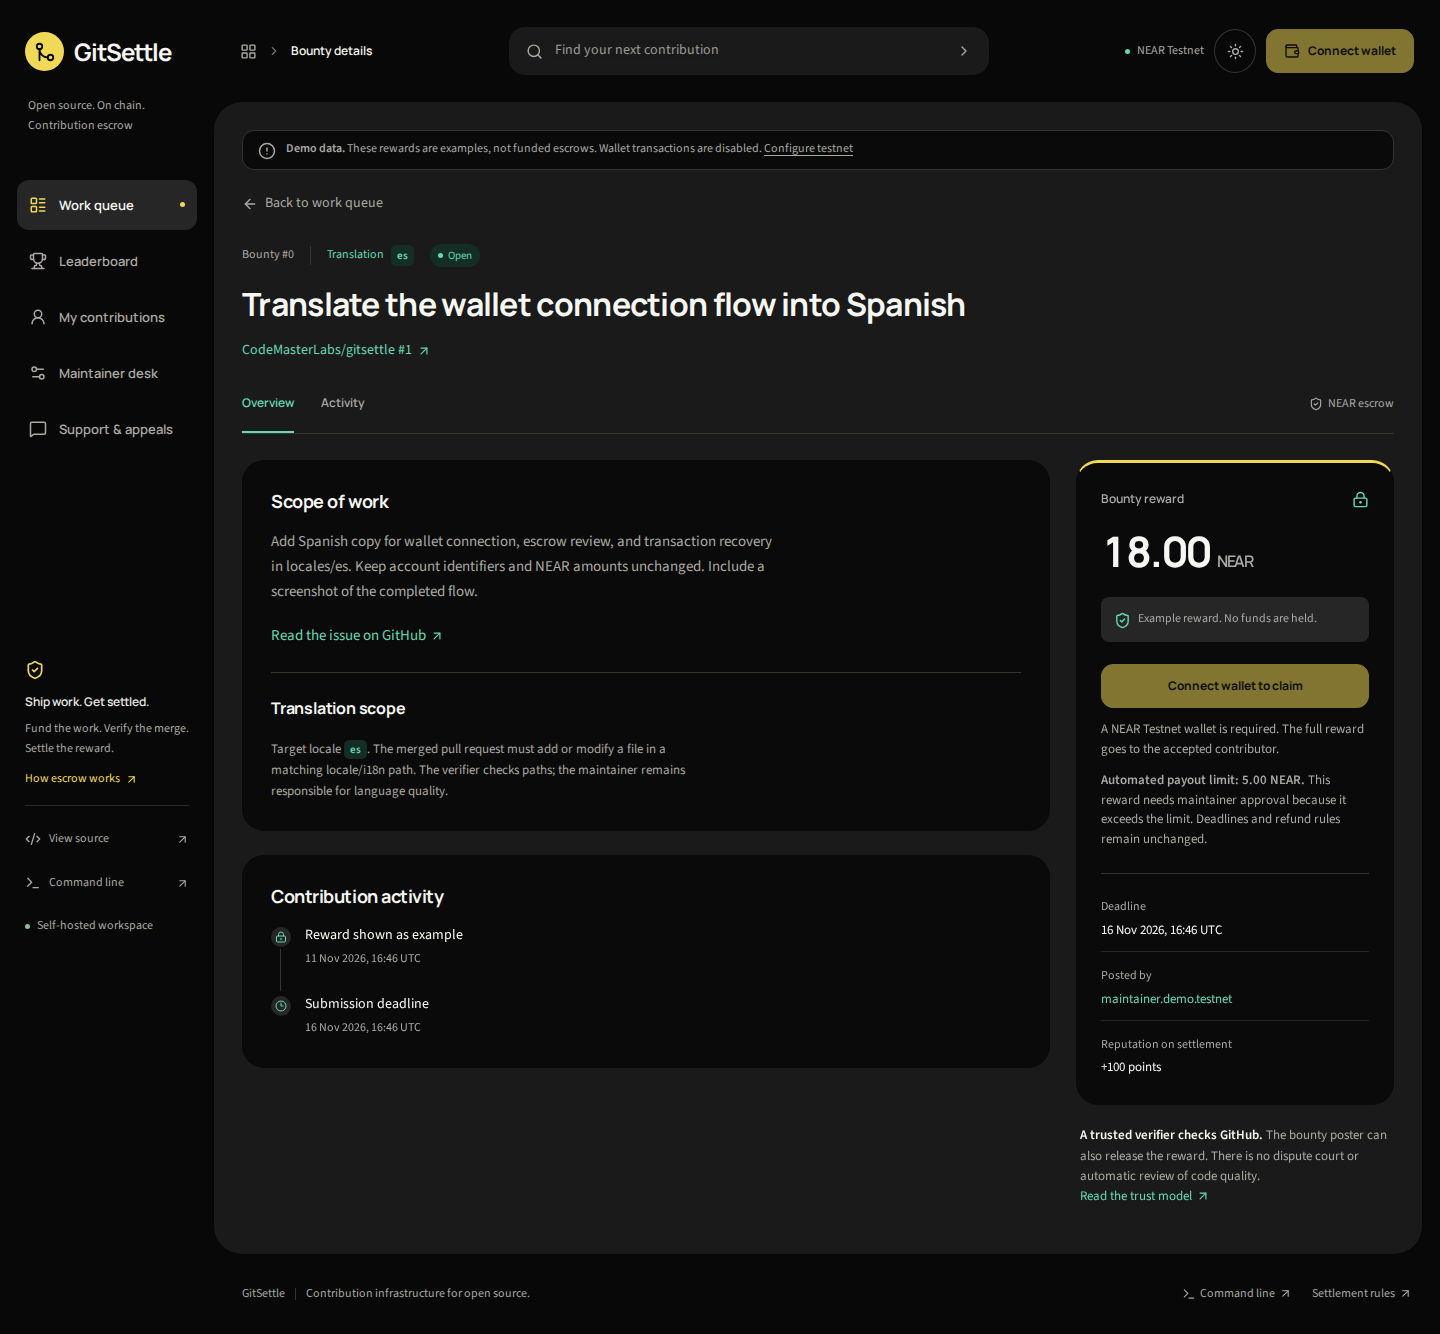 GitSettle
Open source. On chain.
Contribution escrow
Work queue
Leaderboard
My contributions
Maintainer desk
Support & appeals
Ship work. Get settled.
Fund the work. Verify the merge.
Settle the reward.
How escrow works
View source
Command line
Self-hosted workspace
Bounty details
Find your next contribution
NEAR Testnet
Connect wallet
Demo data. These rewards are examples, not funded escrows. Wallet transactions are disabled. Configure testnet
Back to work queue
Bounty #0
Translation es
Open
Translate the wallet connection flow into Spanish
CodeMasterLabs/gitsettle #1
Overview
Activity
NEAR escrow
Scope of work
Add Spanish copy for wallet connection, escrow review, and transaction recovery
in locales/es. Keep account identifiers and NEAR amounts unchanged. Include a
screenshot of the completed flow.
Read the issue on GitHub
Translation scope
Target locale es. The merged pull request must add or modify a file in a
matching locale/i18n path. The verifier checks paths; the maintainer remains
responsible for language quality.
Contribution activity
Reward shown as example
11 Nov 2026, 16:46 UTC
Submission deadline
16 Nov 2026, 16:46 UTC
Bounty reward
18.00 NEAR
Example reward. No funds are held.
Connect wallet to claim
A NEAR Testnet wallet is required. The full reward
goes to the accepted contributor.
Automated payout limit: 5.00 NEAR. This
reward needs maintainer approval because it
exceeds the limit. Deadlines and refund rules
remain unchanged.
Deadline
16 Nov 2026, 16:46 UTC
Posted by
maintainer.demo.testnet
Reputation on settlement
+100 points
A trusted verifier checks GitHub. The bounty poster can
also release the reward. There is no dispute court or
automatic review of code quality.
Read the trust model
GitSettle
Contribution infrastructure for open source.
Command line
Settlement rules